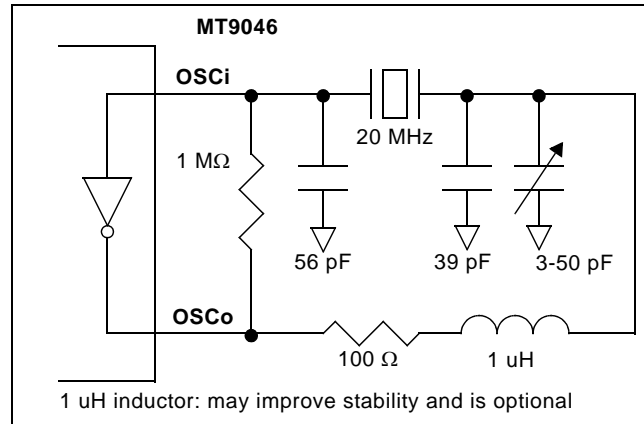 MT9046
OSCi
20 MHz
1 MΩ
56 pF
39 pF
3-50 pF
OSCo
100 Ω
1 uH
1 uH inductor: may improve stability and is optional